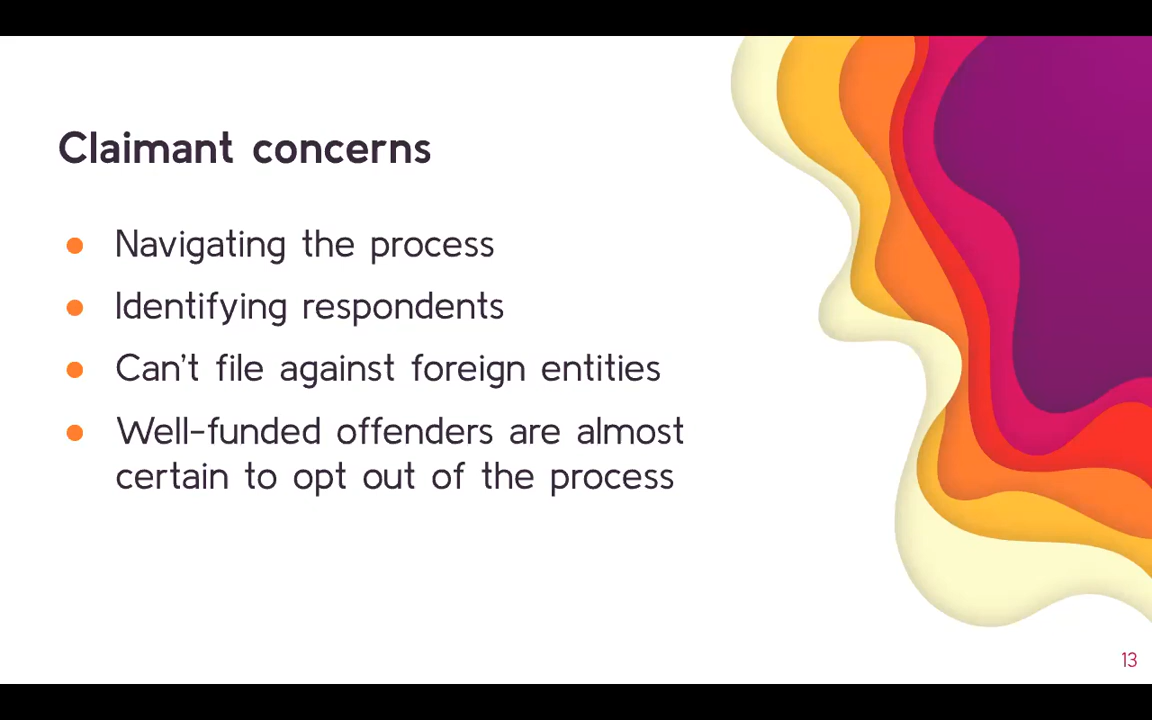 Claimant concerns
Navigating the process
Identifying respondents
Can't file against foreign entities
Well-funded offenders are almost
certain to opt out of the process
13